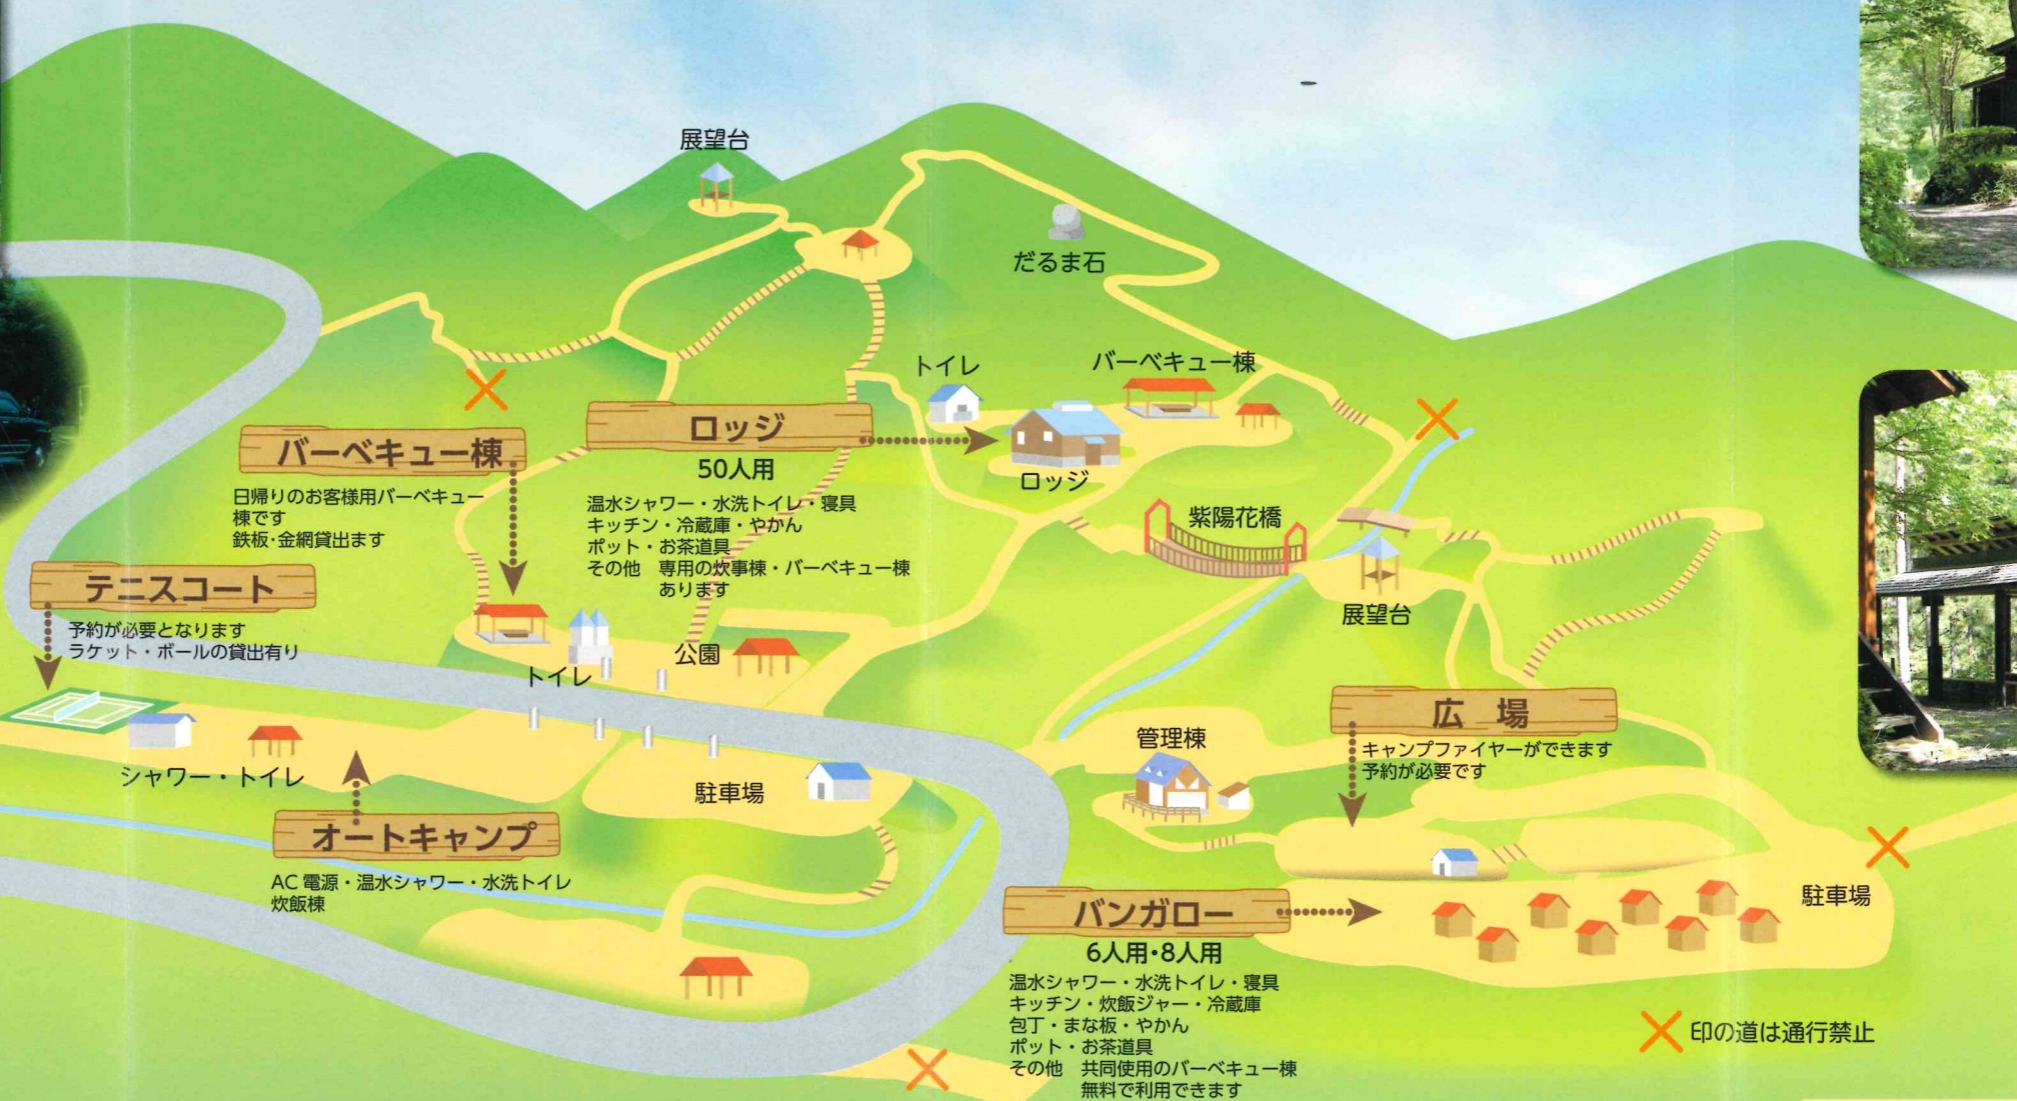 展望台
だるま石
トイレ
バーベキュー棟
ロッジ
バーベキュー棟
日帰りのお客様用バーベキュー
棟です
鉄板・金網貸出ます
ロッジ
50人用
温水シャワー・水洗トイレ・寝具
キッチン・冷蔵庫・やかん
ポット・お茶道具
その他 専用の炊事棟・バーベキュー棟
あります
紫陽花橋
展望台
テニスコート
予約が必要となります
ラケット・ボールの貸出有り
トイレ
公園
シャワー・トイレ
駐車場
管理棟
広 場
キャンプファイヤーができます
予約が必要です
オートキャンプ
AC 電源・温水シャワー・水洗トイレ
炊飯棟
バンガロー
6人用・8人用
温水シャワー・水洗トイレ・寝具
キッチン・炊飯ジャー・冷蔵庫
包丁・まな板・やかん
ポット・お茶道具
その他 共同使用のバーベキュー棟
無料で利用できます
駐車場
印の道は通行禁止